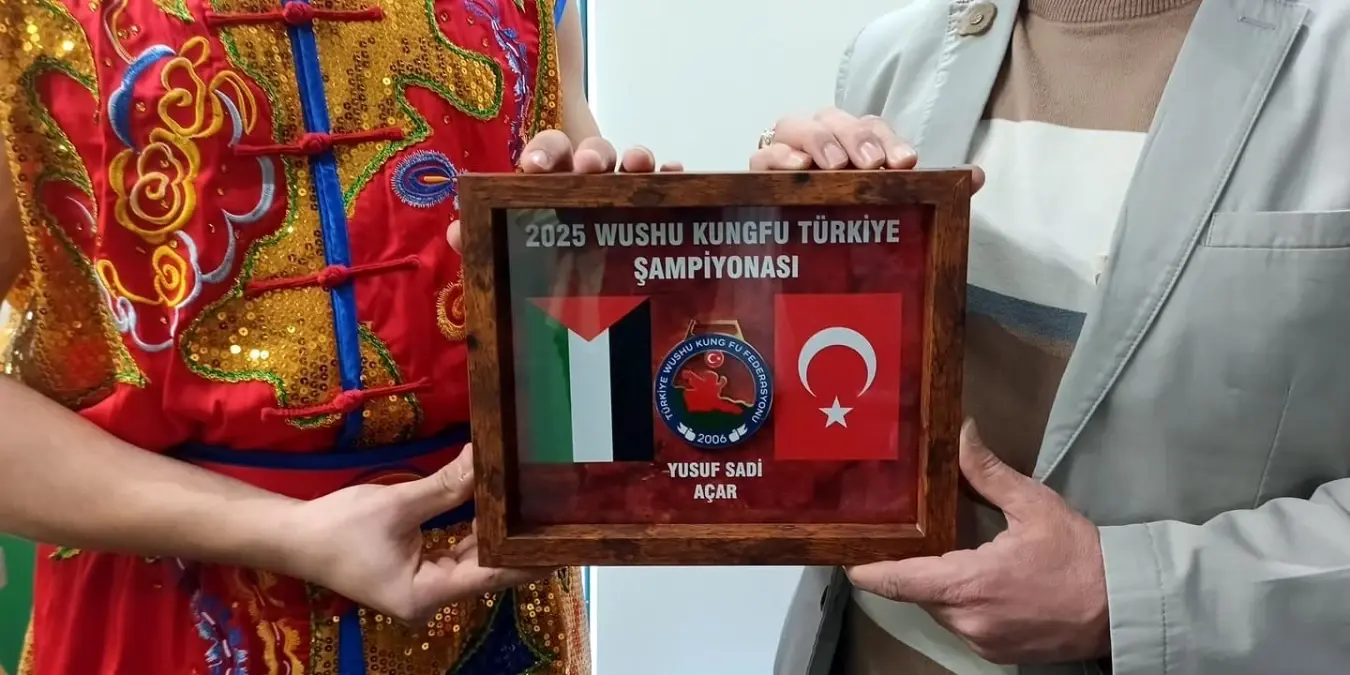 2025 WUSHU KUNGFU TÜRKİYE
ŞAMPİYONASI
TÜRKİYE WUSHU KUNG FU FEDERASYONU
2006
YUSUF SADİ
AÇAR